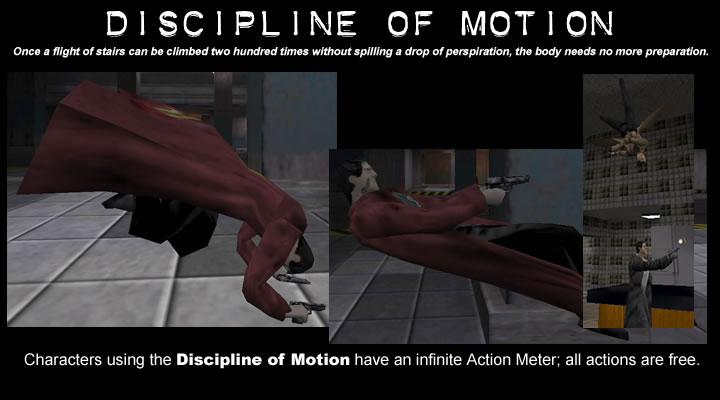 DISCIPLINE OF MOTION
Once a flight of stairs can be climbed two hundred times without spilling a drop of perspiration, the body needs no more preparation.
Characters using the Discipline of Motion have an infinite Action Meter; all actions are free.